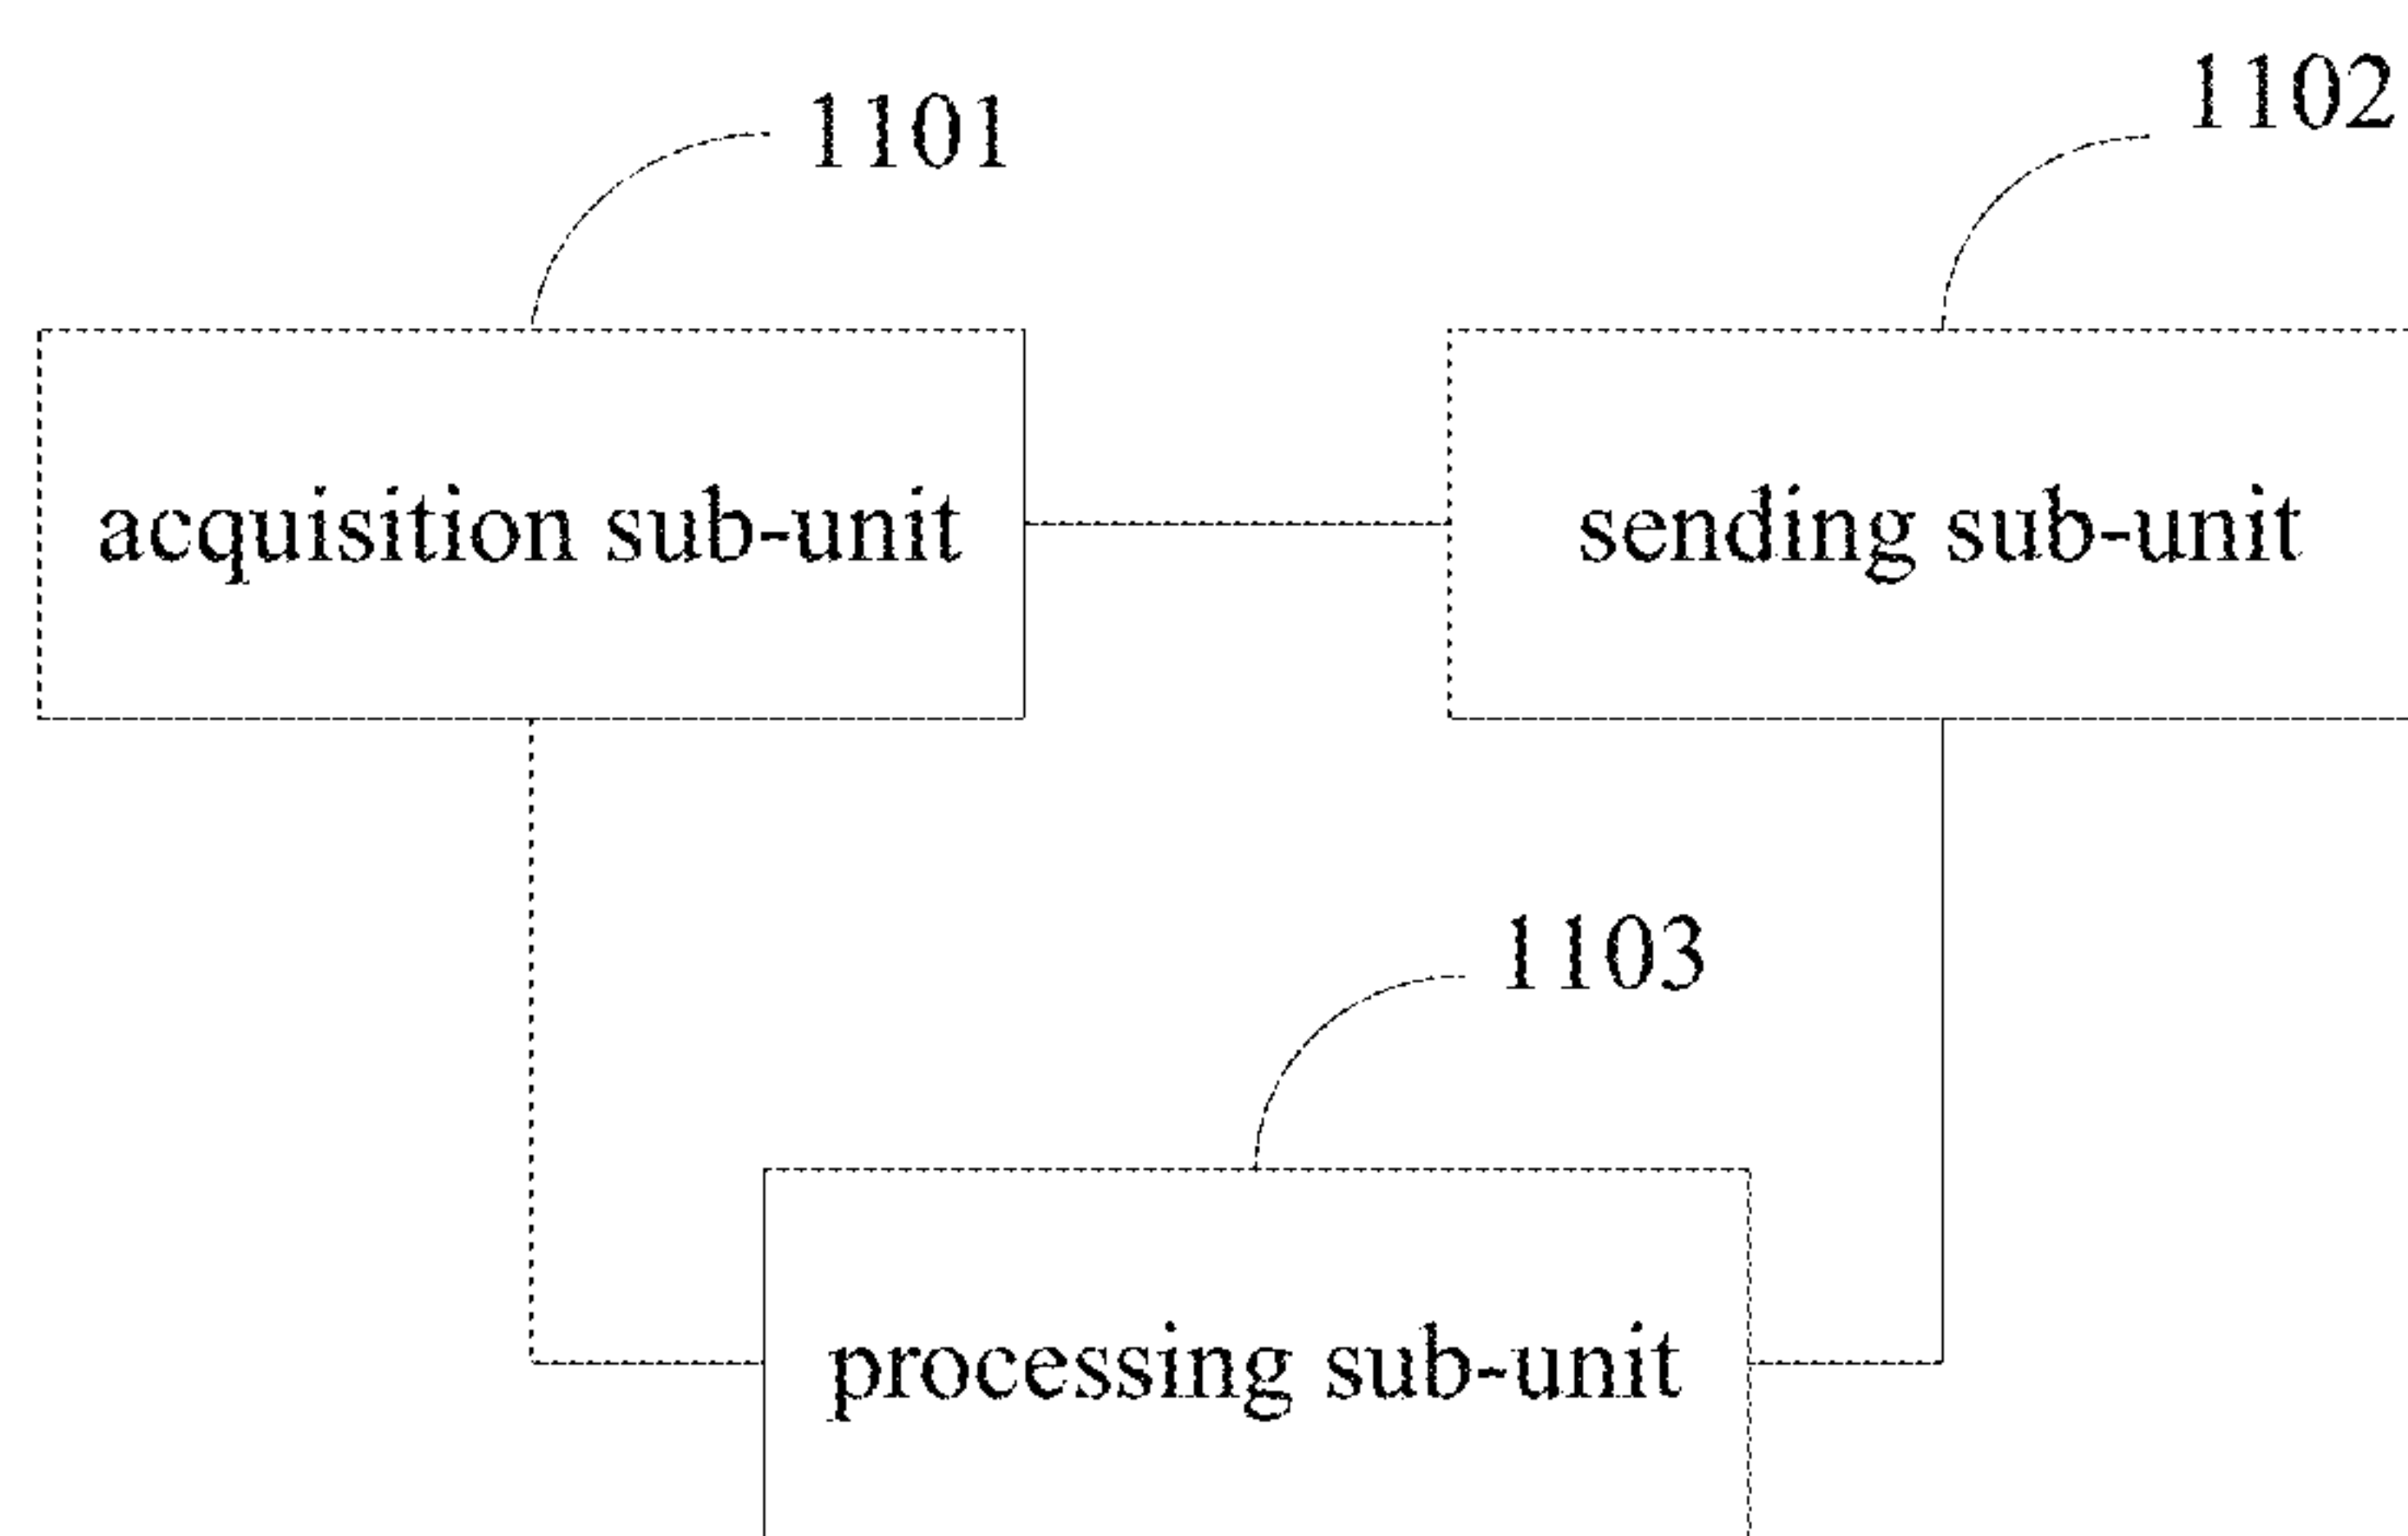 1101
1102
acquisition sub-unit
sending sub-unit
1103
processing sub-unit